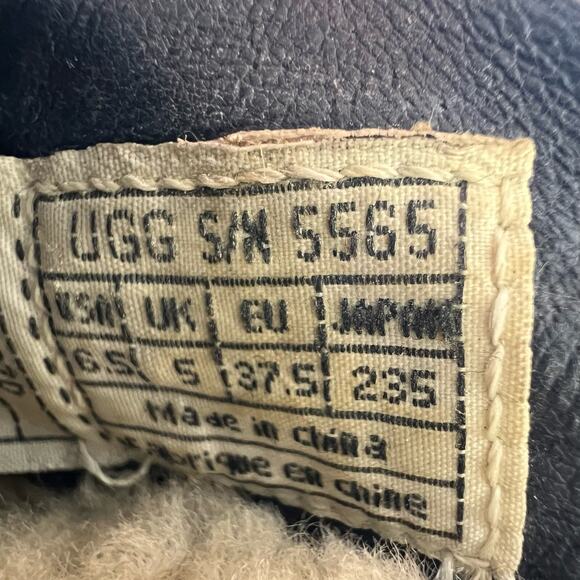 UGG S/N 5565
USA UK EU JAPAN
6.5 5 37.5 235
Made in China
Fabrique en chine